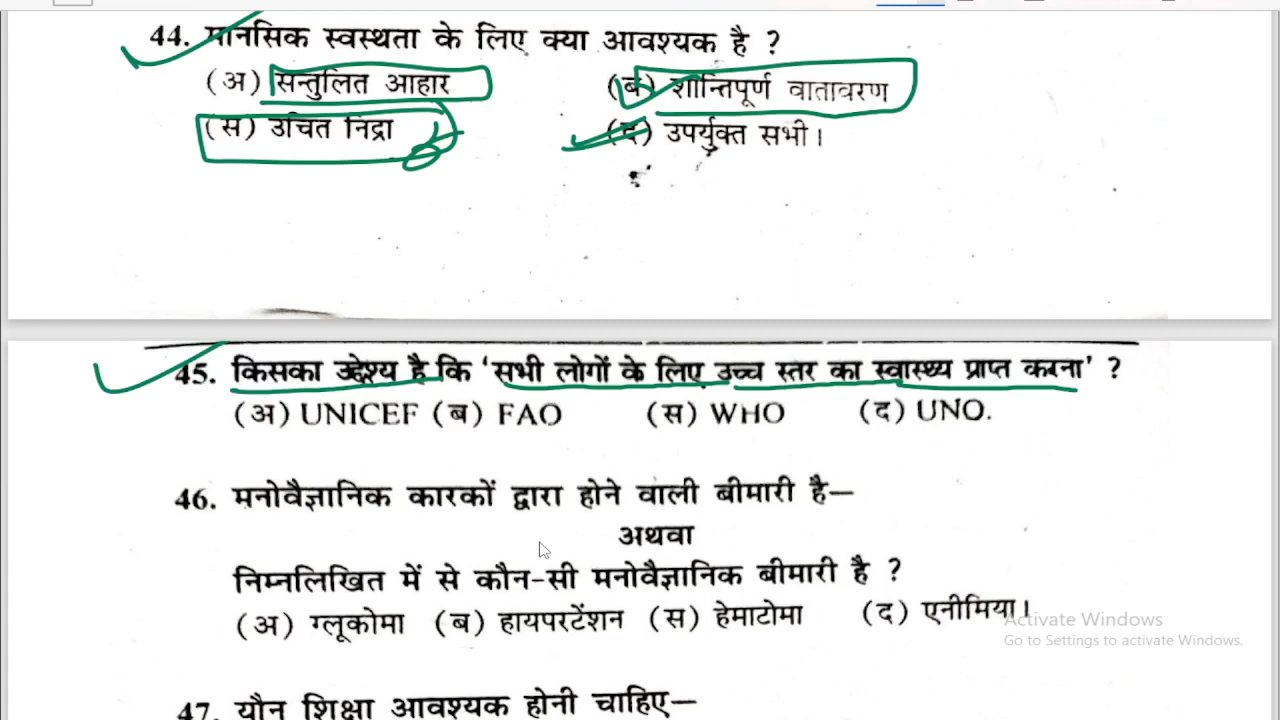 44. मानसिक स्वस्थता के लिए क्या आवश्यक है ?
(अ) सन्तुलित आहार (ब) शान्तिपूर्ण वातावरण
(स) उचित निद्रा (द) उपर्युक्त सभी।
45. किसका उद्देश्य है कि ‘सभी लोगों के लिए उच्च स्तर का स्वास्थ्य प्राप्त करना’ ?
(अ) UNICEF (ब) FAO (स) WHO (द) UNO.
46. मनोवैज्ञानिक कारकों द्वारा होने वाली बीमारी है—
अथवा
निम्नलिखित में से कौन-सी मनोवैज्ञानिक बीमारी है ?
(अ) ग्लूकोमा (ब) हायपरटेंशन (स) हेमाटोमा (द) एनीमिया।
Activate Windows
Go to Settings to activate Windows.
47. यौन शिक्षा आवश्यक होनी चाहिए—